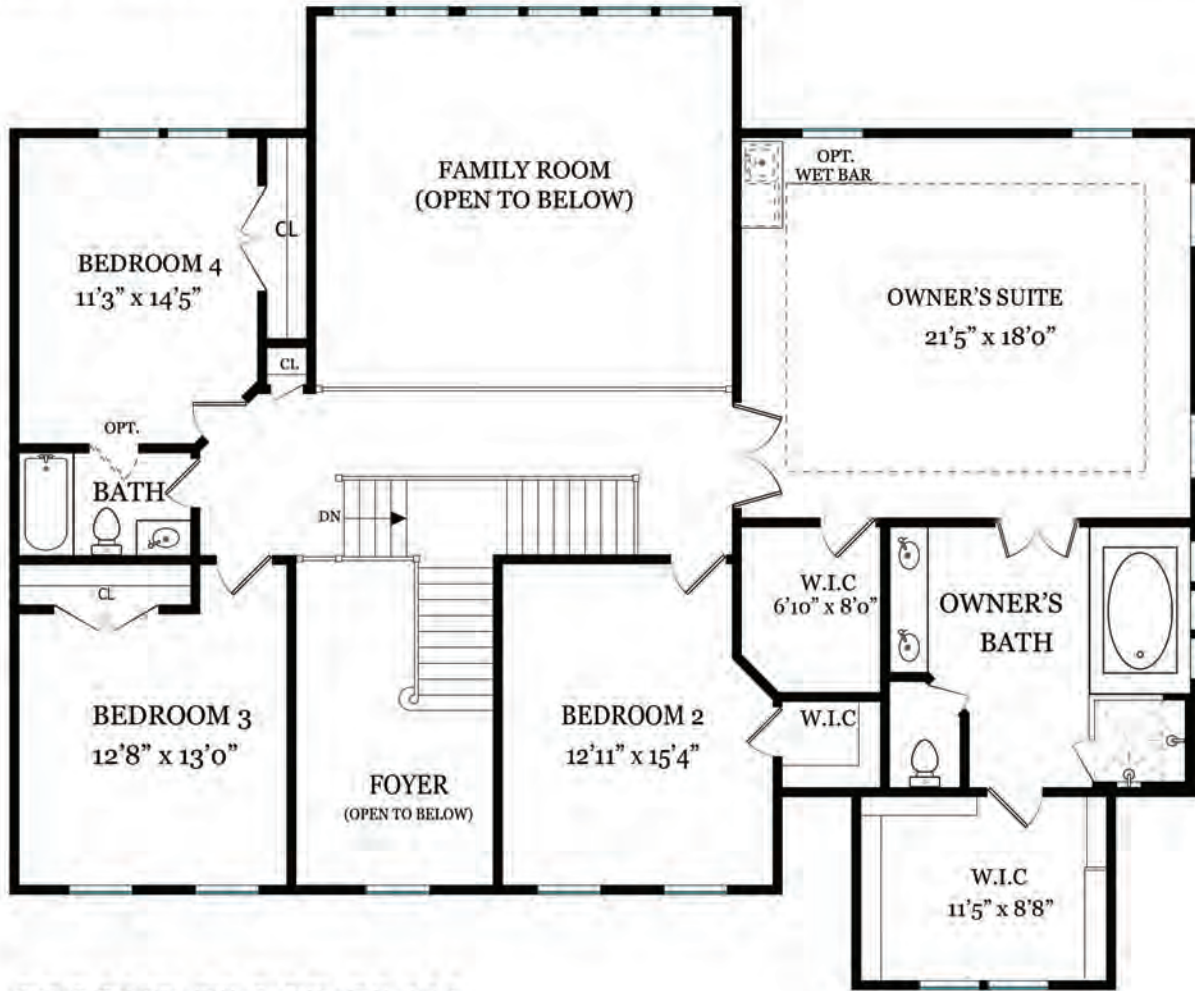 FAMILY ROOM
(OPEN TO BELOW)
OPT.
WET BAR
CL
BEDROOM 4
11'3" x 14'5"
OWNER'S SUITE
21'5" x 18'0"
CL
OPT.
BATH
DN
CL
W.I.C
6'10" x 8'0"
OWNER'S
BATH
BEDROOM 3
12'8" x 13'0"
BEDROOM 2
12'11" x 15'4"
W.I.C
FOYER
(OPEN TO BELOW)
W.I.C
11'5" x 8'8"